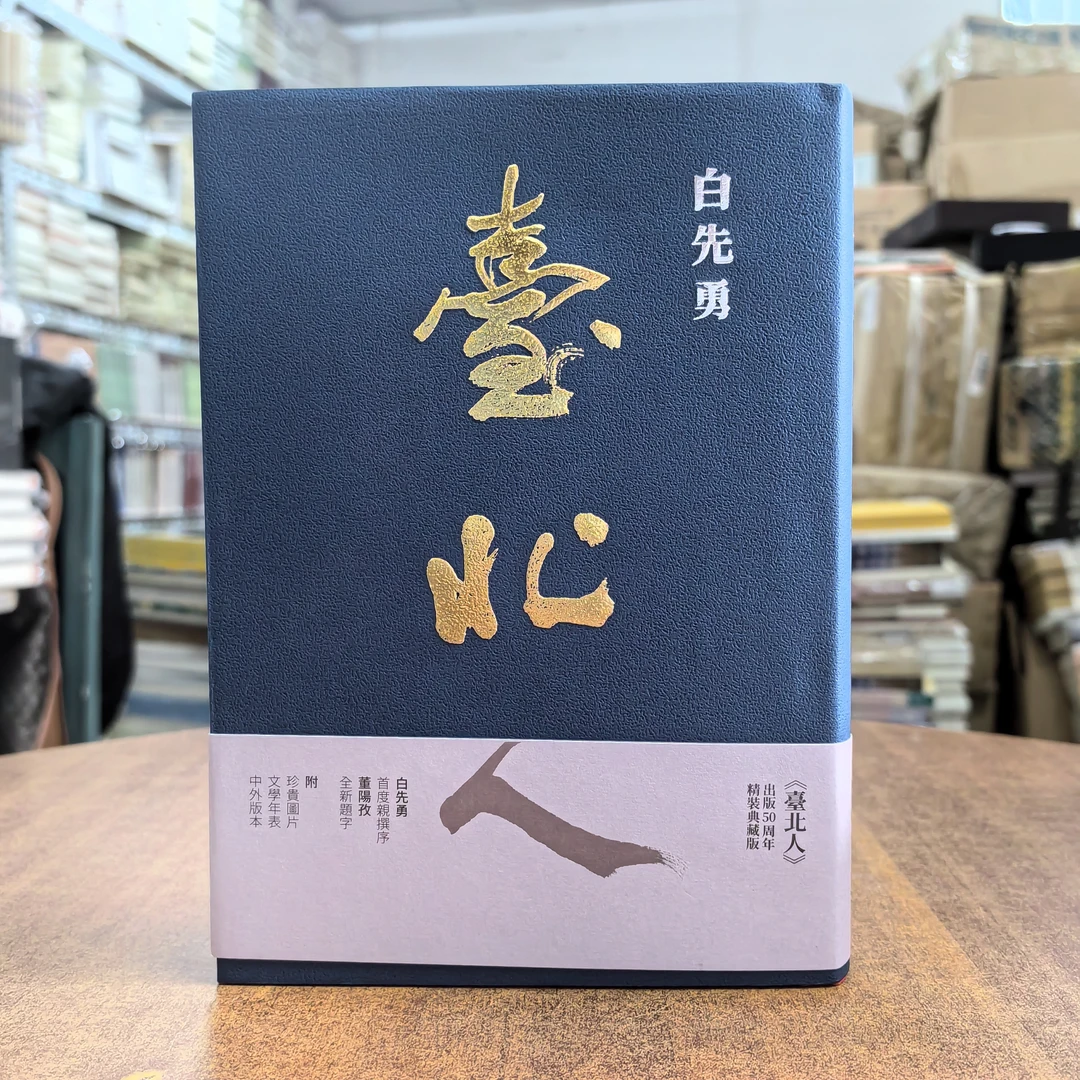 白先勇
臺北人
《臺北人》
出版50周年
精裝典藏版
白先勇
首度親撰序
董陽孜
全新題字
附
珍貴圖片
文學年表
中外版本